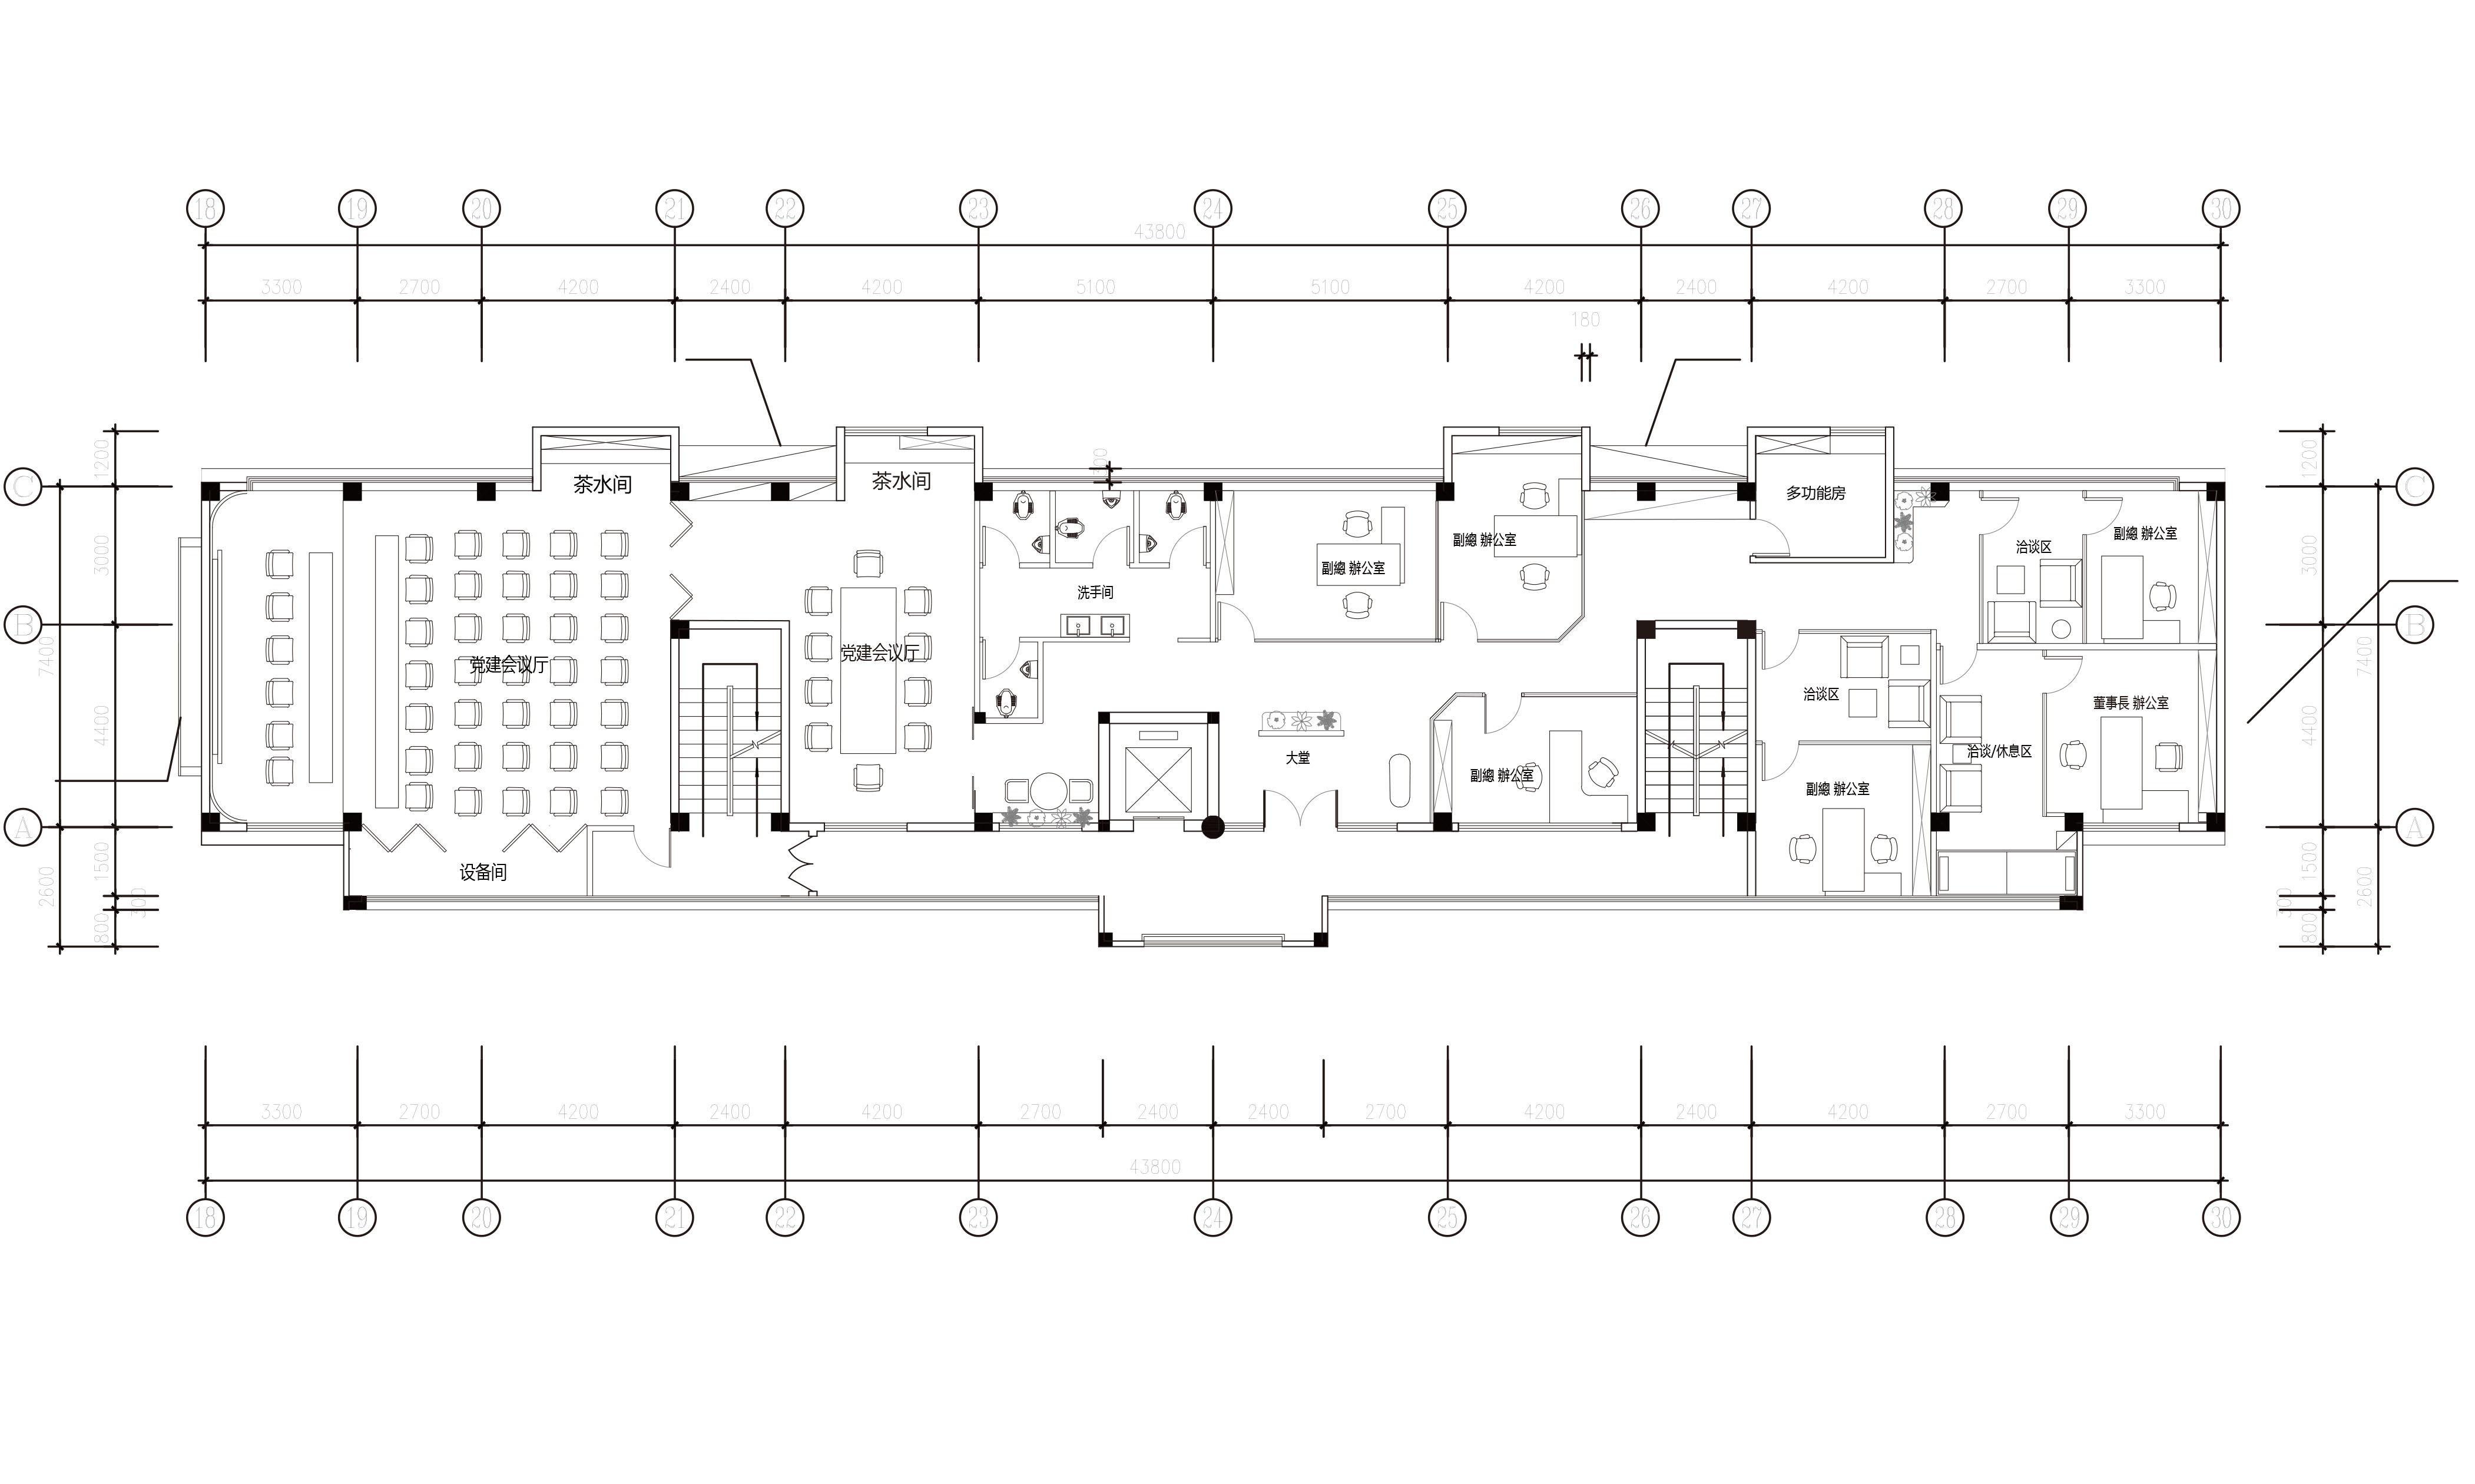 18 19 20 21 22 23 24 25 26 27 28 29 30
43800
3300 2700 4200 2400 4200 5100 5100 4200 2400 4200 2700 3300
180
1200 1200
C C
茶水间 茶水间 多功能房
3000 副總 辦公室 副總 辦公室 洽谈区 副總 辦公室 3000
洗手间
B B
7400 党建会议厅 党建会议厅 7400
洽谈区 董事長 辦公室
4400 大堂 洽谈/休息区 4400
副總 辦公室 副總 辦公室
A A
1500 设备间 1500
2600 300 2600 300
800 800
3300 2700 4200 2400 4200 2700 2400 2400 2700 4200 2400 4200 2700 3300
43800
18 19 20 21 22 23 24 25 26 27 28 29 30